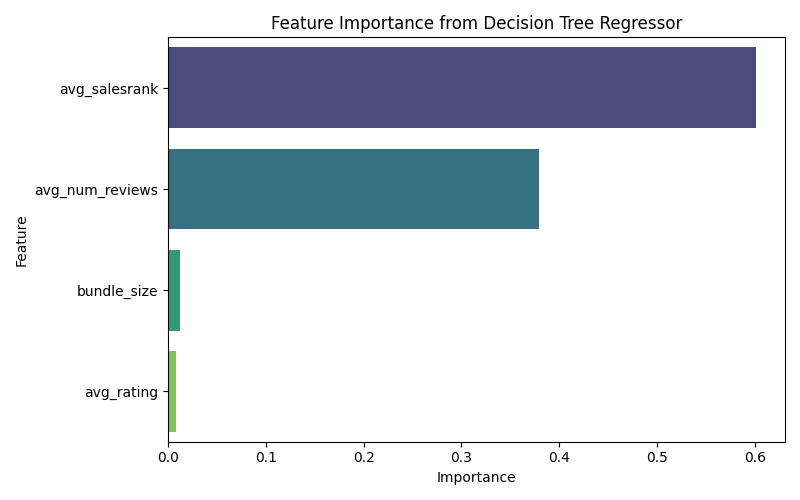 Feature Importance from Decision Tree Regressor
avg_salesrank
avg_num_reviews
bundle_size
avg_rating
Feature
0.0 0.1 0.2 0.3 0.4 0.5 0.6
Importance